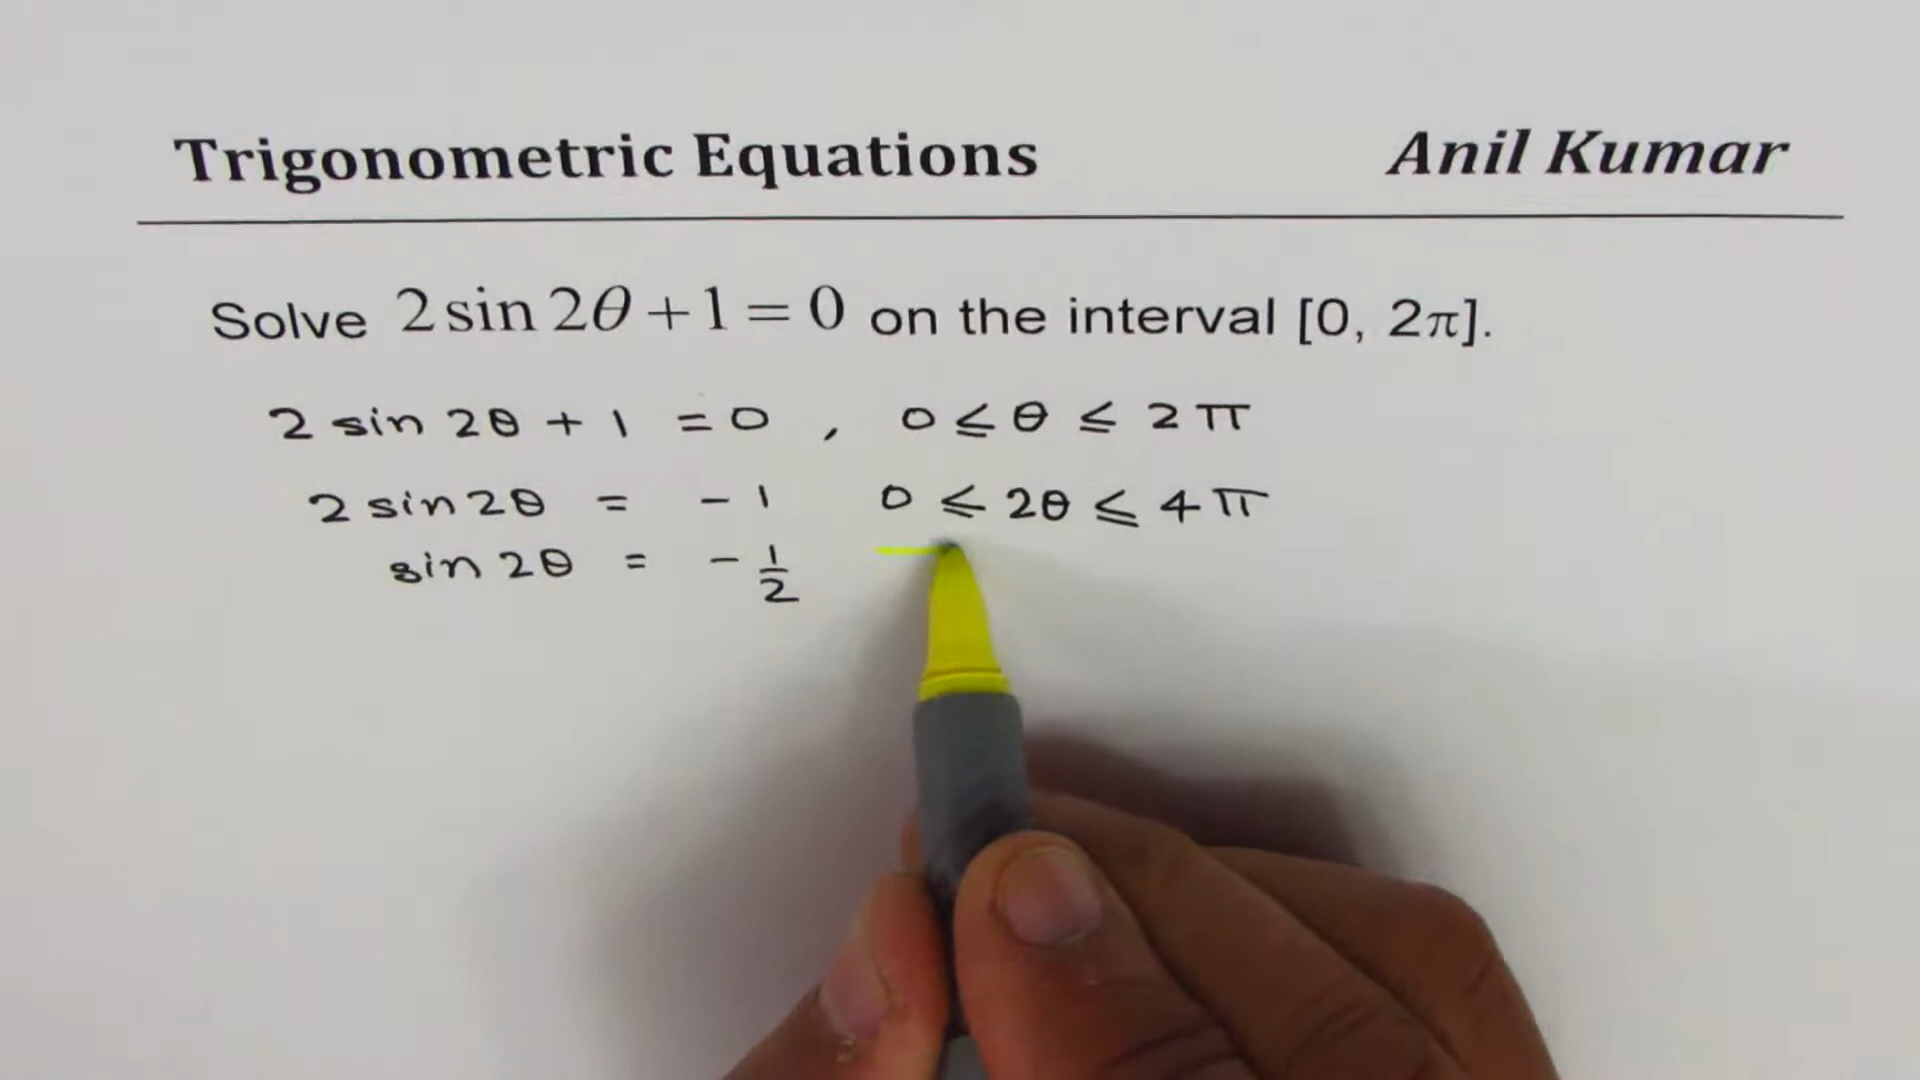 Trigonometric Equations Anil Kumar
Solve 2 sin 2θ + 1 = 0 on the interval [0, 2π].
2 sin 2θ + 1 = 0 , 0 ≤ θ ≤ 2π
2 sin 2θ = - 1 0 ≤ 2θ ≤ 4π
sin 2θ = - 1/2